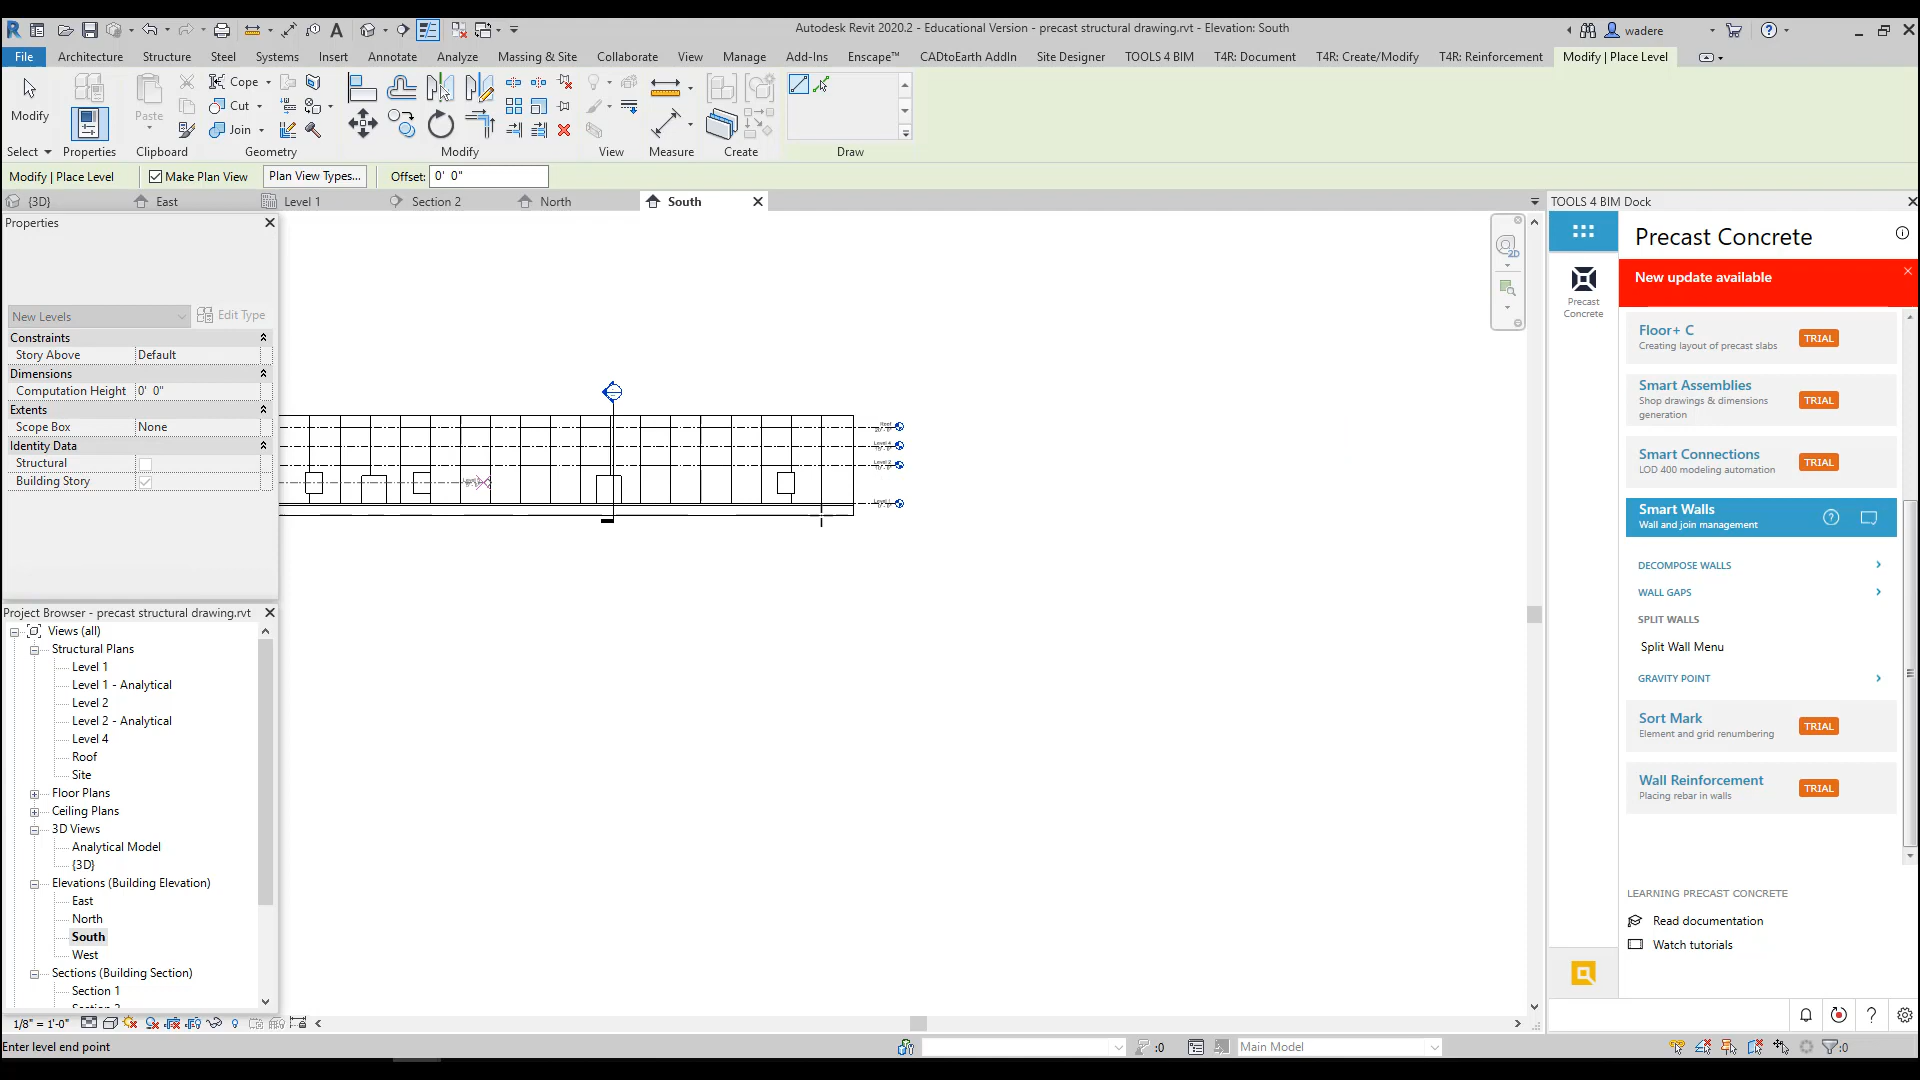 Autodesk Revit 2020.2 - Educational Version - precast structural drawing.rvt - Elevation: South
wadere
File Architecture Structure Steel Systems Insert Annotate Analyze Massing & Site Collaborate View Manage Add-Ins Enscape™ CADtoEarth AddIn Site Designer TOOLS 4 BIM T4R: Document T4R: Create/Modify T4R: Reinforcement Modify | Place Level
Modify
Paste
Cope
Cut
Join
Select Properties Clipboard Geometry Modify View Measure Create Draw
Modify | Place Level Make Plan View Plan View Types... Offset: 0' 0"
{3D} East Level 1 Section 2 North South
Properties
New Levels Edit Type
Constraints
Story Above Default
Dimensions
Computation Height 0' 0"
Extents
Scope Box None
Identity Data
Structural
Building Story
Project Browser - precast structural drawing.rvt
Views (all)
Structural Plans
Level 1
Level 1 - Analytical
Level 2
Level 2 - Analytical
Level 4
Roof
Site
Floor Plans
Ceiling Plans
3D Views
Analytical Model
{3D}
Elevations (Building Elevation)
East
North
South
West
Sections (Building Section)
Section 1
1/8" = 1'-0"
Enter level end point
:0
Main Model
:0
2D
Roof
Level 4
Level 2
Level 1
TOOLS 4 BIM Dock
Precast Concrete
Precast Concrete
New update available
Floor+ C
Creating layout of precast slabs
TRIAL
Smart Assemblies
Shop drawings & dimensions
generation
TRIAL
Smart Connections
LOD 400 modeling automation
TRIAL
Smart Walls
Wall and join management
DECOMPOSE WALLS
WALL GAPS
SPLIT WALLS
Split Wall Menu
GRAVITY POINT
Sort Mark
Element and grid renumbering
TRIAL
Wall Reinforcement
Placing rebar in walls
TRIAL
LEARNING PRECAST CONCRETE
Read documentation
Watch tutorials